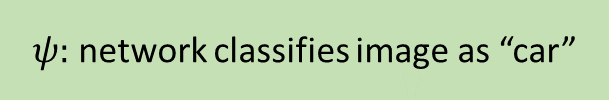 ψ: network classifies image as “car”